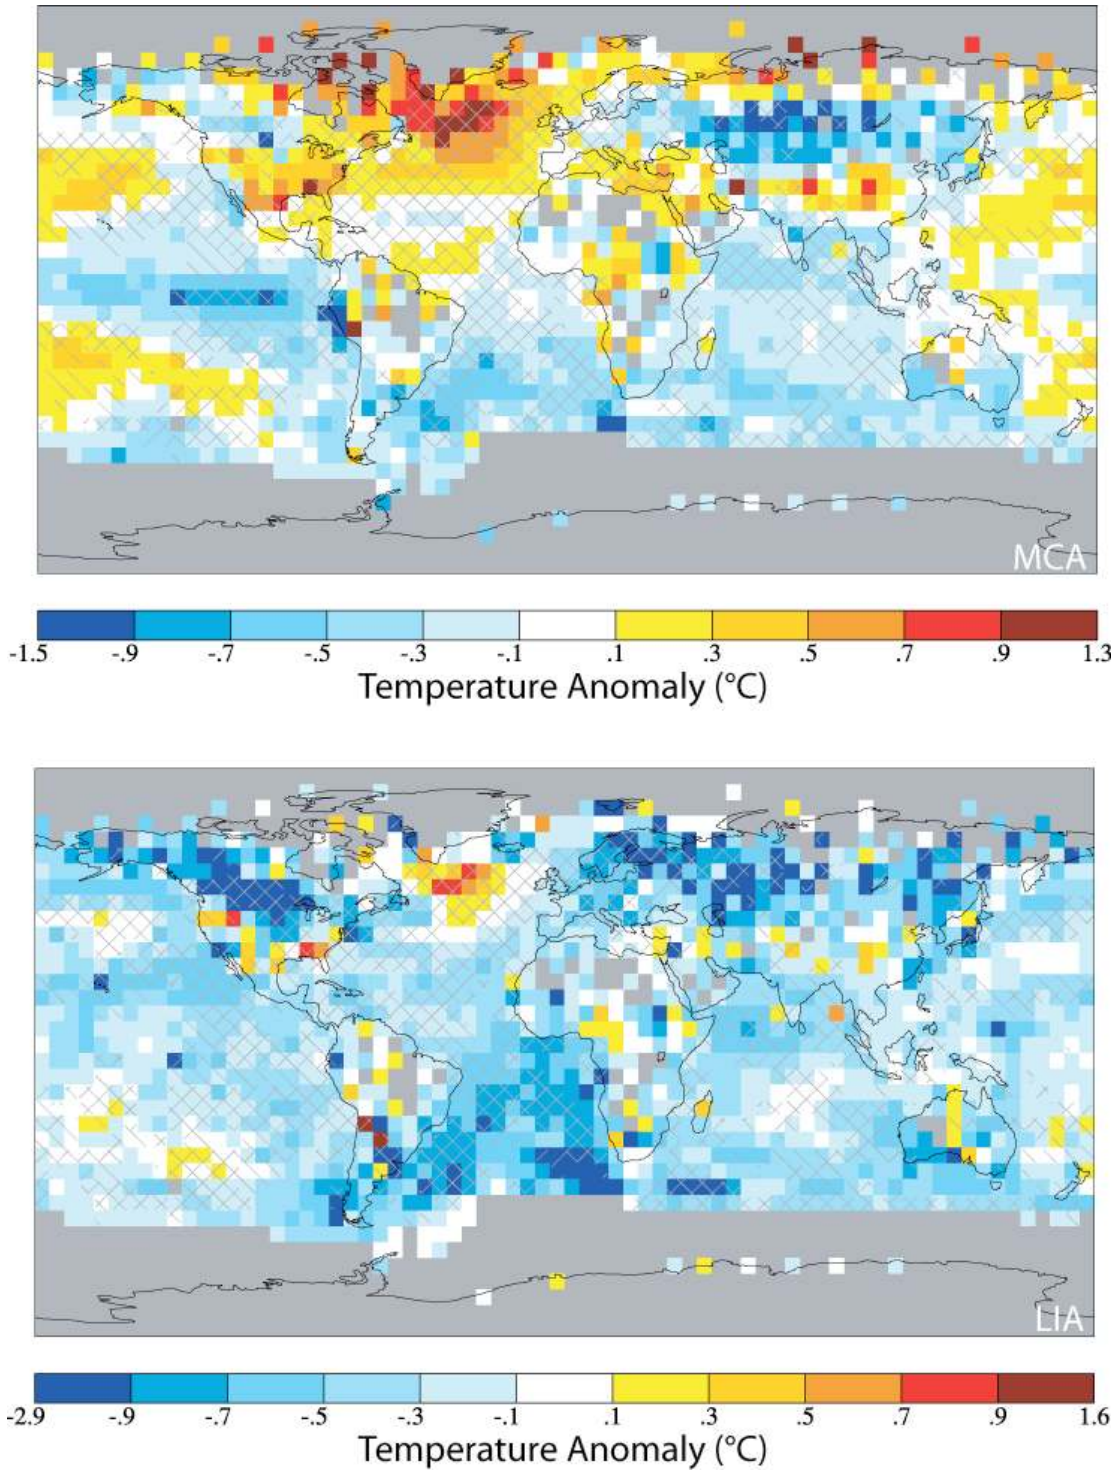 MCA
-1.5 -.9 -.7 -.5 -.3 -.1 .1 .3 .5 .7 .9 1.3
Temperature Anomaly (°C)
LIA
-2.9 -.9 -.7 -.5 -.3 -.1 .1 .3 .5 .7 .9 1.6
Temperature Anomaly (°C)